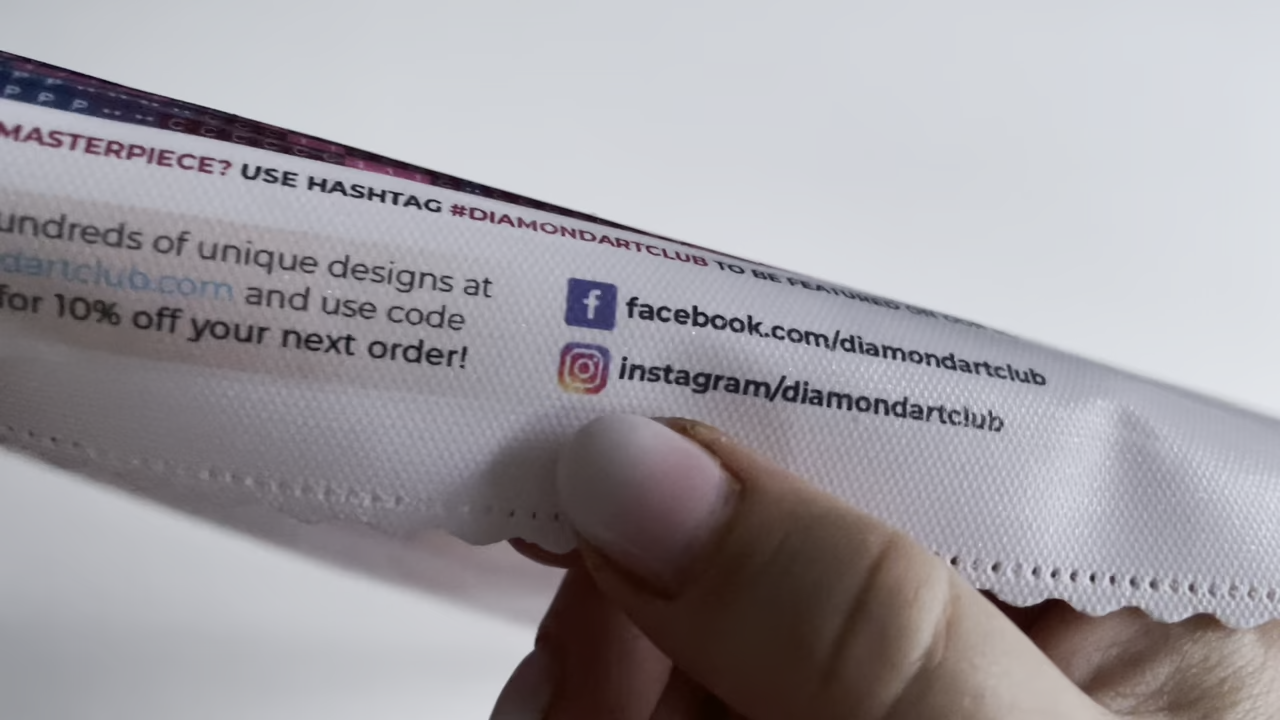 P P P
C C C C C C
MASTERPIECE? USE HASHTAG #DIAMONDARTCLUB TO BE FEATURED ON
undreds of unique designs at
dartclub.com and use code
for 10% off your next order!
facebook.com/diamondartclub
instagram/diamondartclub